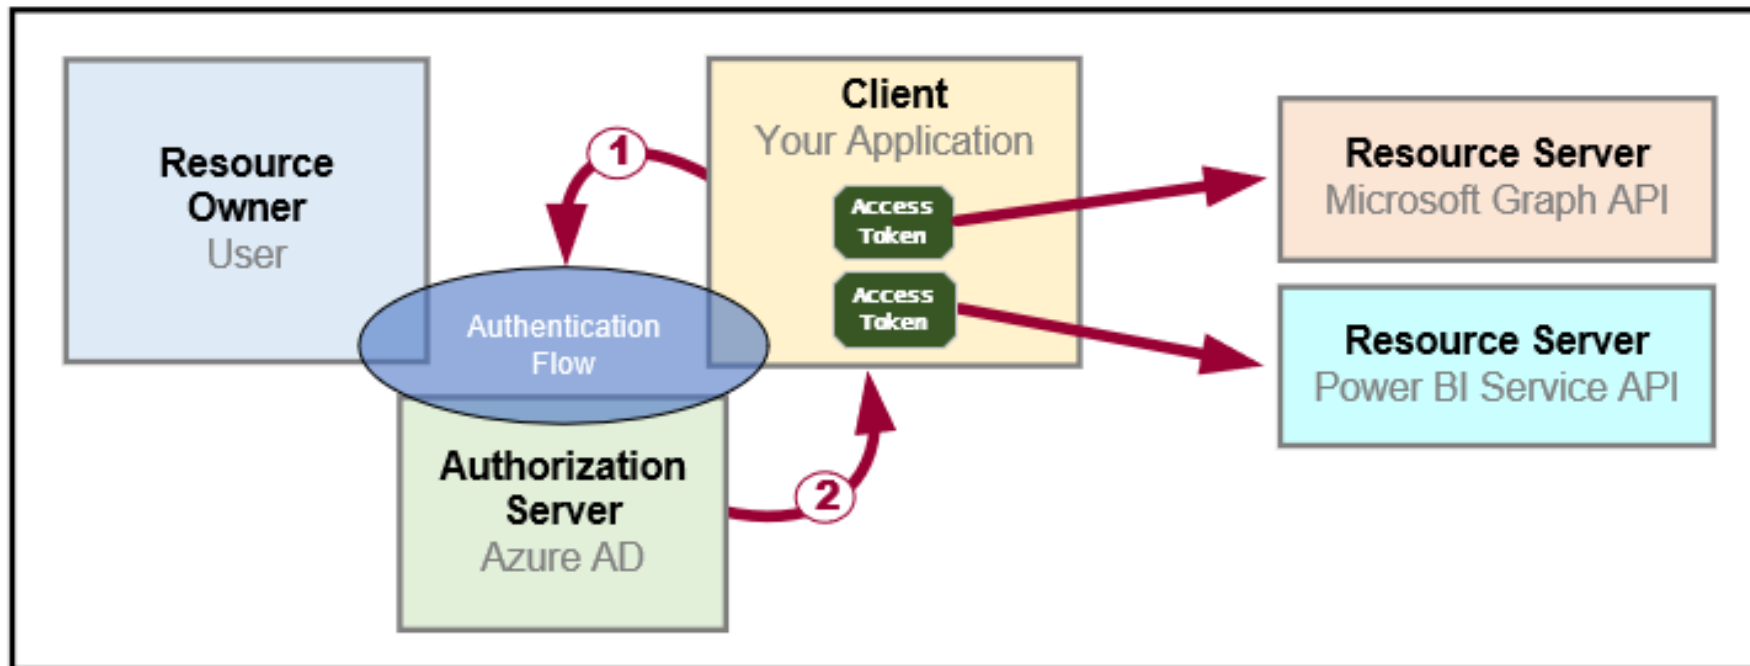 Resource
Owner
User
1
Client
Your Application
Access
Token
Access
Token
Authentication
Flow
Authorization
Server
Azure AD
2
Resource Server
Microsoft Graph API
Resource Server
Power BI Service API